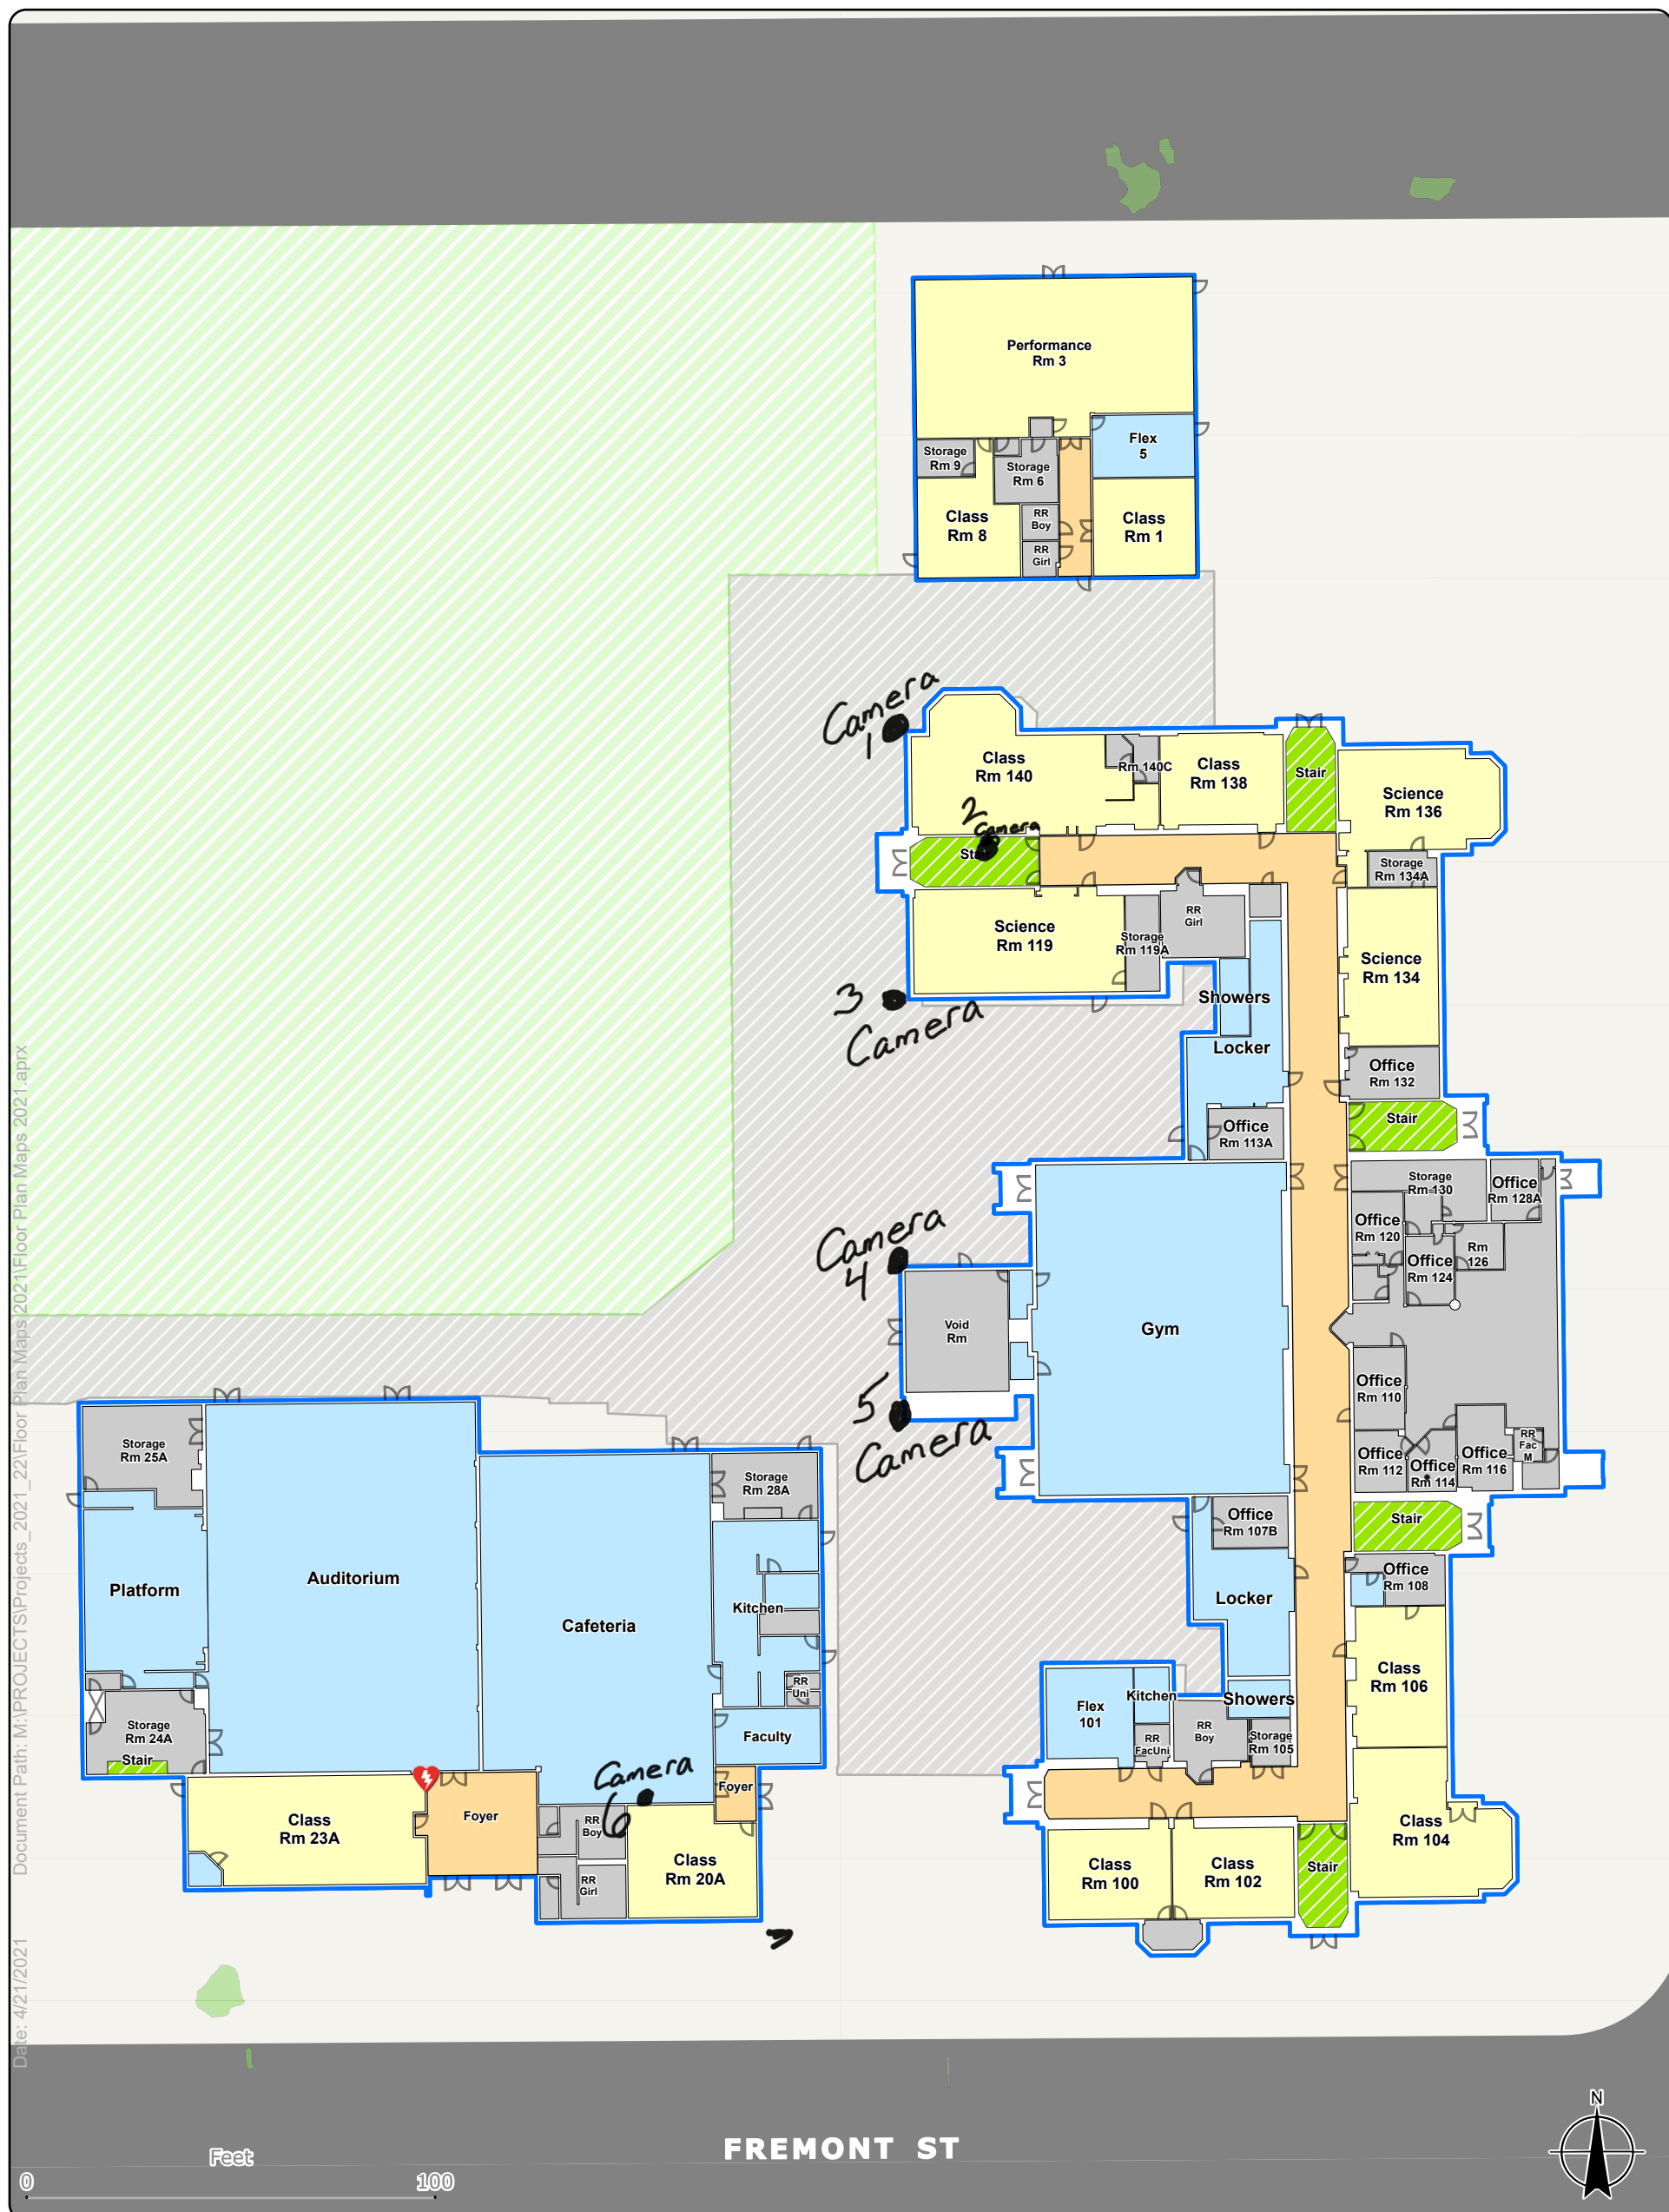 Performance
Rm 3
Flex
5
Storage
Rm 9
Storage
Rm 6
Class
Rm 8
RR
Boy
RR
Girl
Class
Rm 1
Camera
1
Class
Rm 140
Rm 140C
Class
Rm 138
Stair
Science
Rm 136
2
Camera
Stair
Storage
Rm 134A
Science
Rm 119
Storage
Rm 119A
RR
Girl
Science
Rm 134
3
Camera
Showers
Locker
Office
Rm 132
Office
Rm 113A
Stair
Storage
Rm 130
Office
Rm 128A
Office
Rm 120
Office
Rm 124
Rm
126
Camera
4
Void
Rm
Gym
Office
Rm 110
5
Camera
Office
Rm 112
Office
Rm 114
Office
Rm 116
RR
Fac
M
Storage
Rm 25A
Storage
Rm 28A
Office
Rm 107B
Stair
Office
Rm 108
Platform
Auditorium
Cafeteria
Kitchen
Locker
Class
Rm 106
RR
Uni
Faculty
Flex
101
Kitchen
RR
FacUni
RR
Boy
Showers
Storage
Rm 105
Storage
Rm 24A
Stair
Camera
6
Foyer
Class
Rm 23A
Foyer
RR
Boy
RR
Girl
Class
Rm 20A
Class
Rm 100
Class
Rm 102
Stair
Class
Rm 104
Date: 4/21/2021 Document Path: M:\PROJECTS\Projects_2021_22\Floor Plan Maps 2021\Floor Plan Maps 2021.aprx
FREMONT ST
Feet
0 100
N